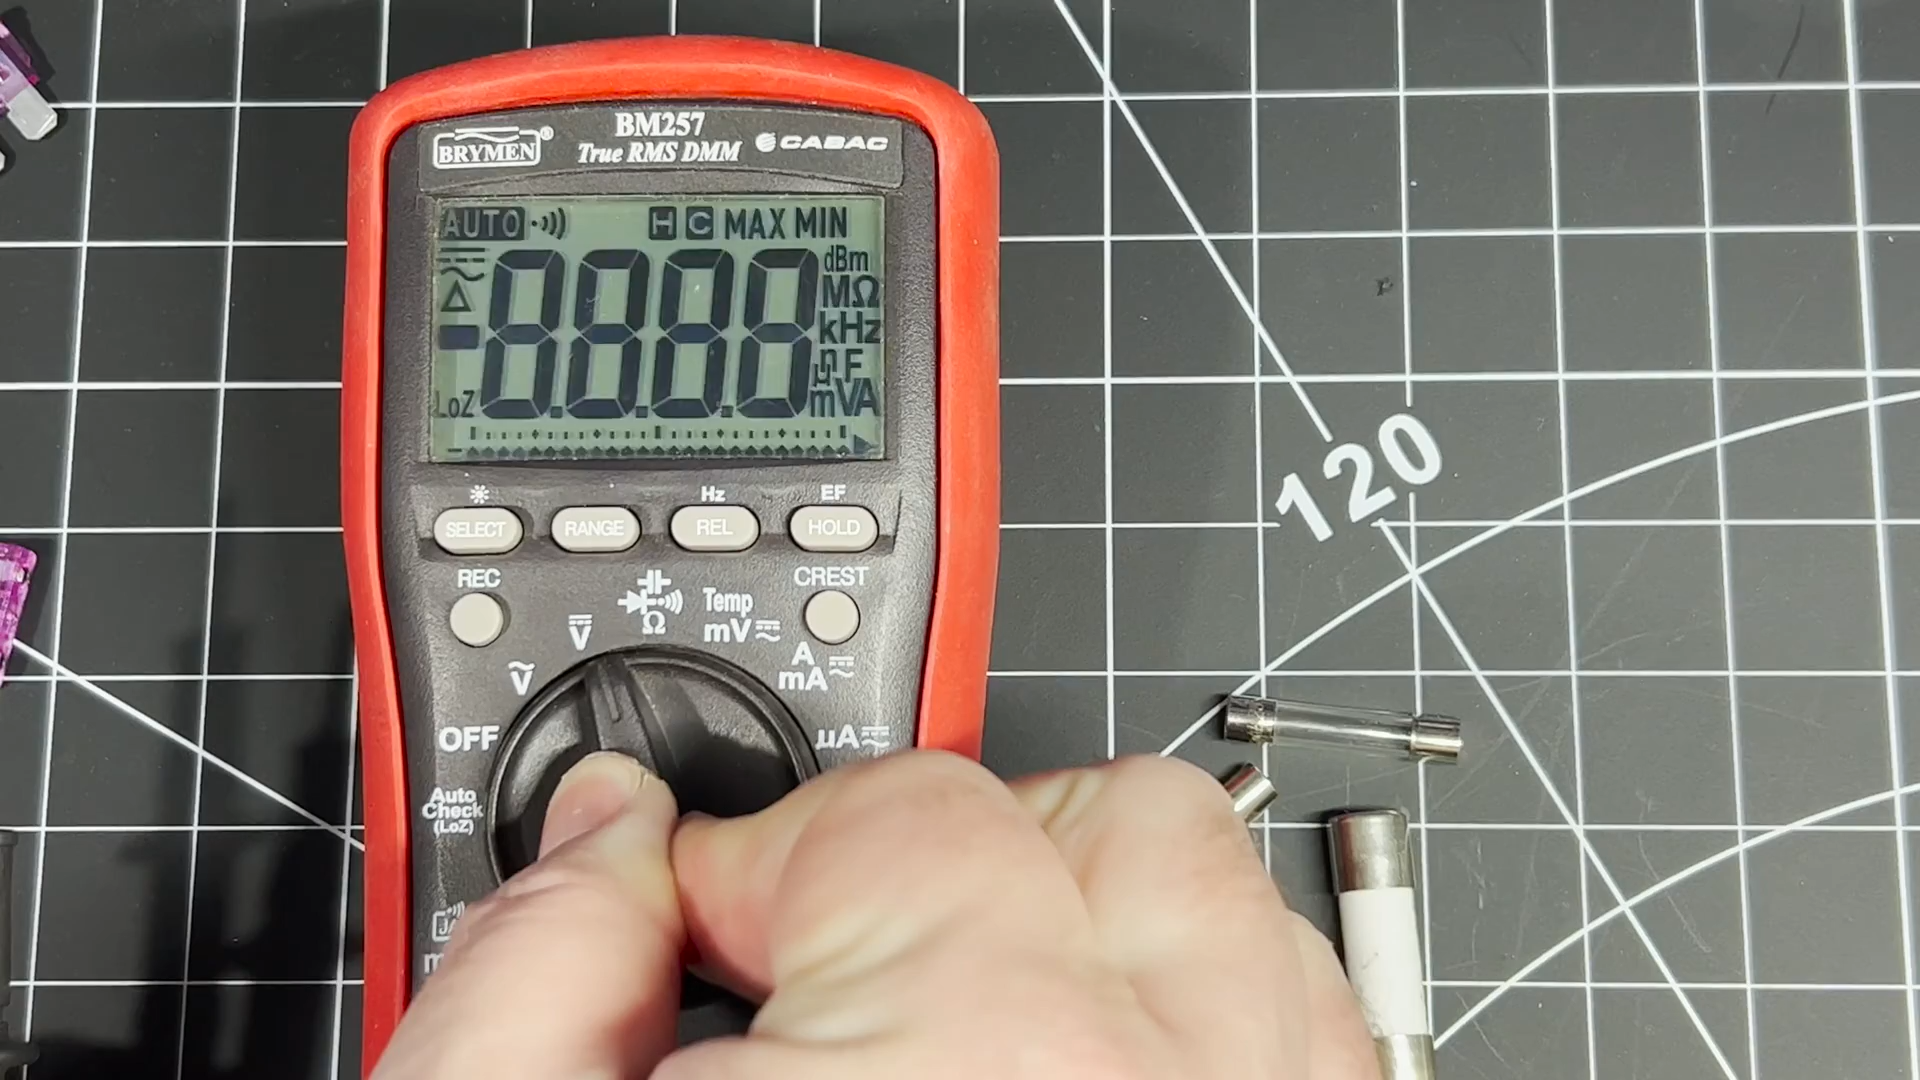 BRYMEN®
BM257
True RMS DMM
CABAC
AUTO H C MAX MIN
dBm
MΩ
kHz
nF
µ
LoZ -8.8.8.8 mVA
Hz EF
SELECT RANGE REL HOLD
REC CREST
Ω
Temp
mV
V
V
A
mA
OFF
µA
Auto
Check
(LoZ)
120